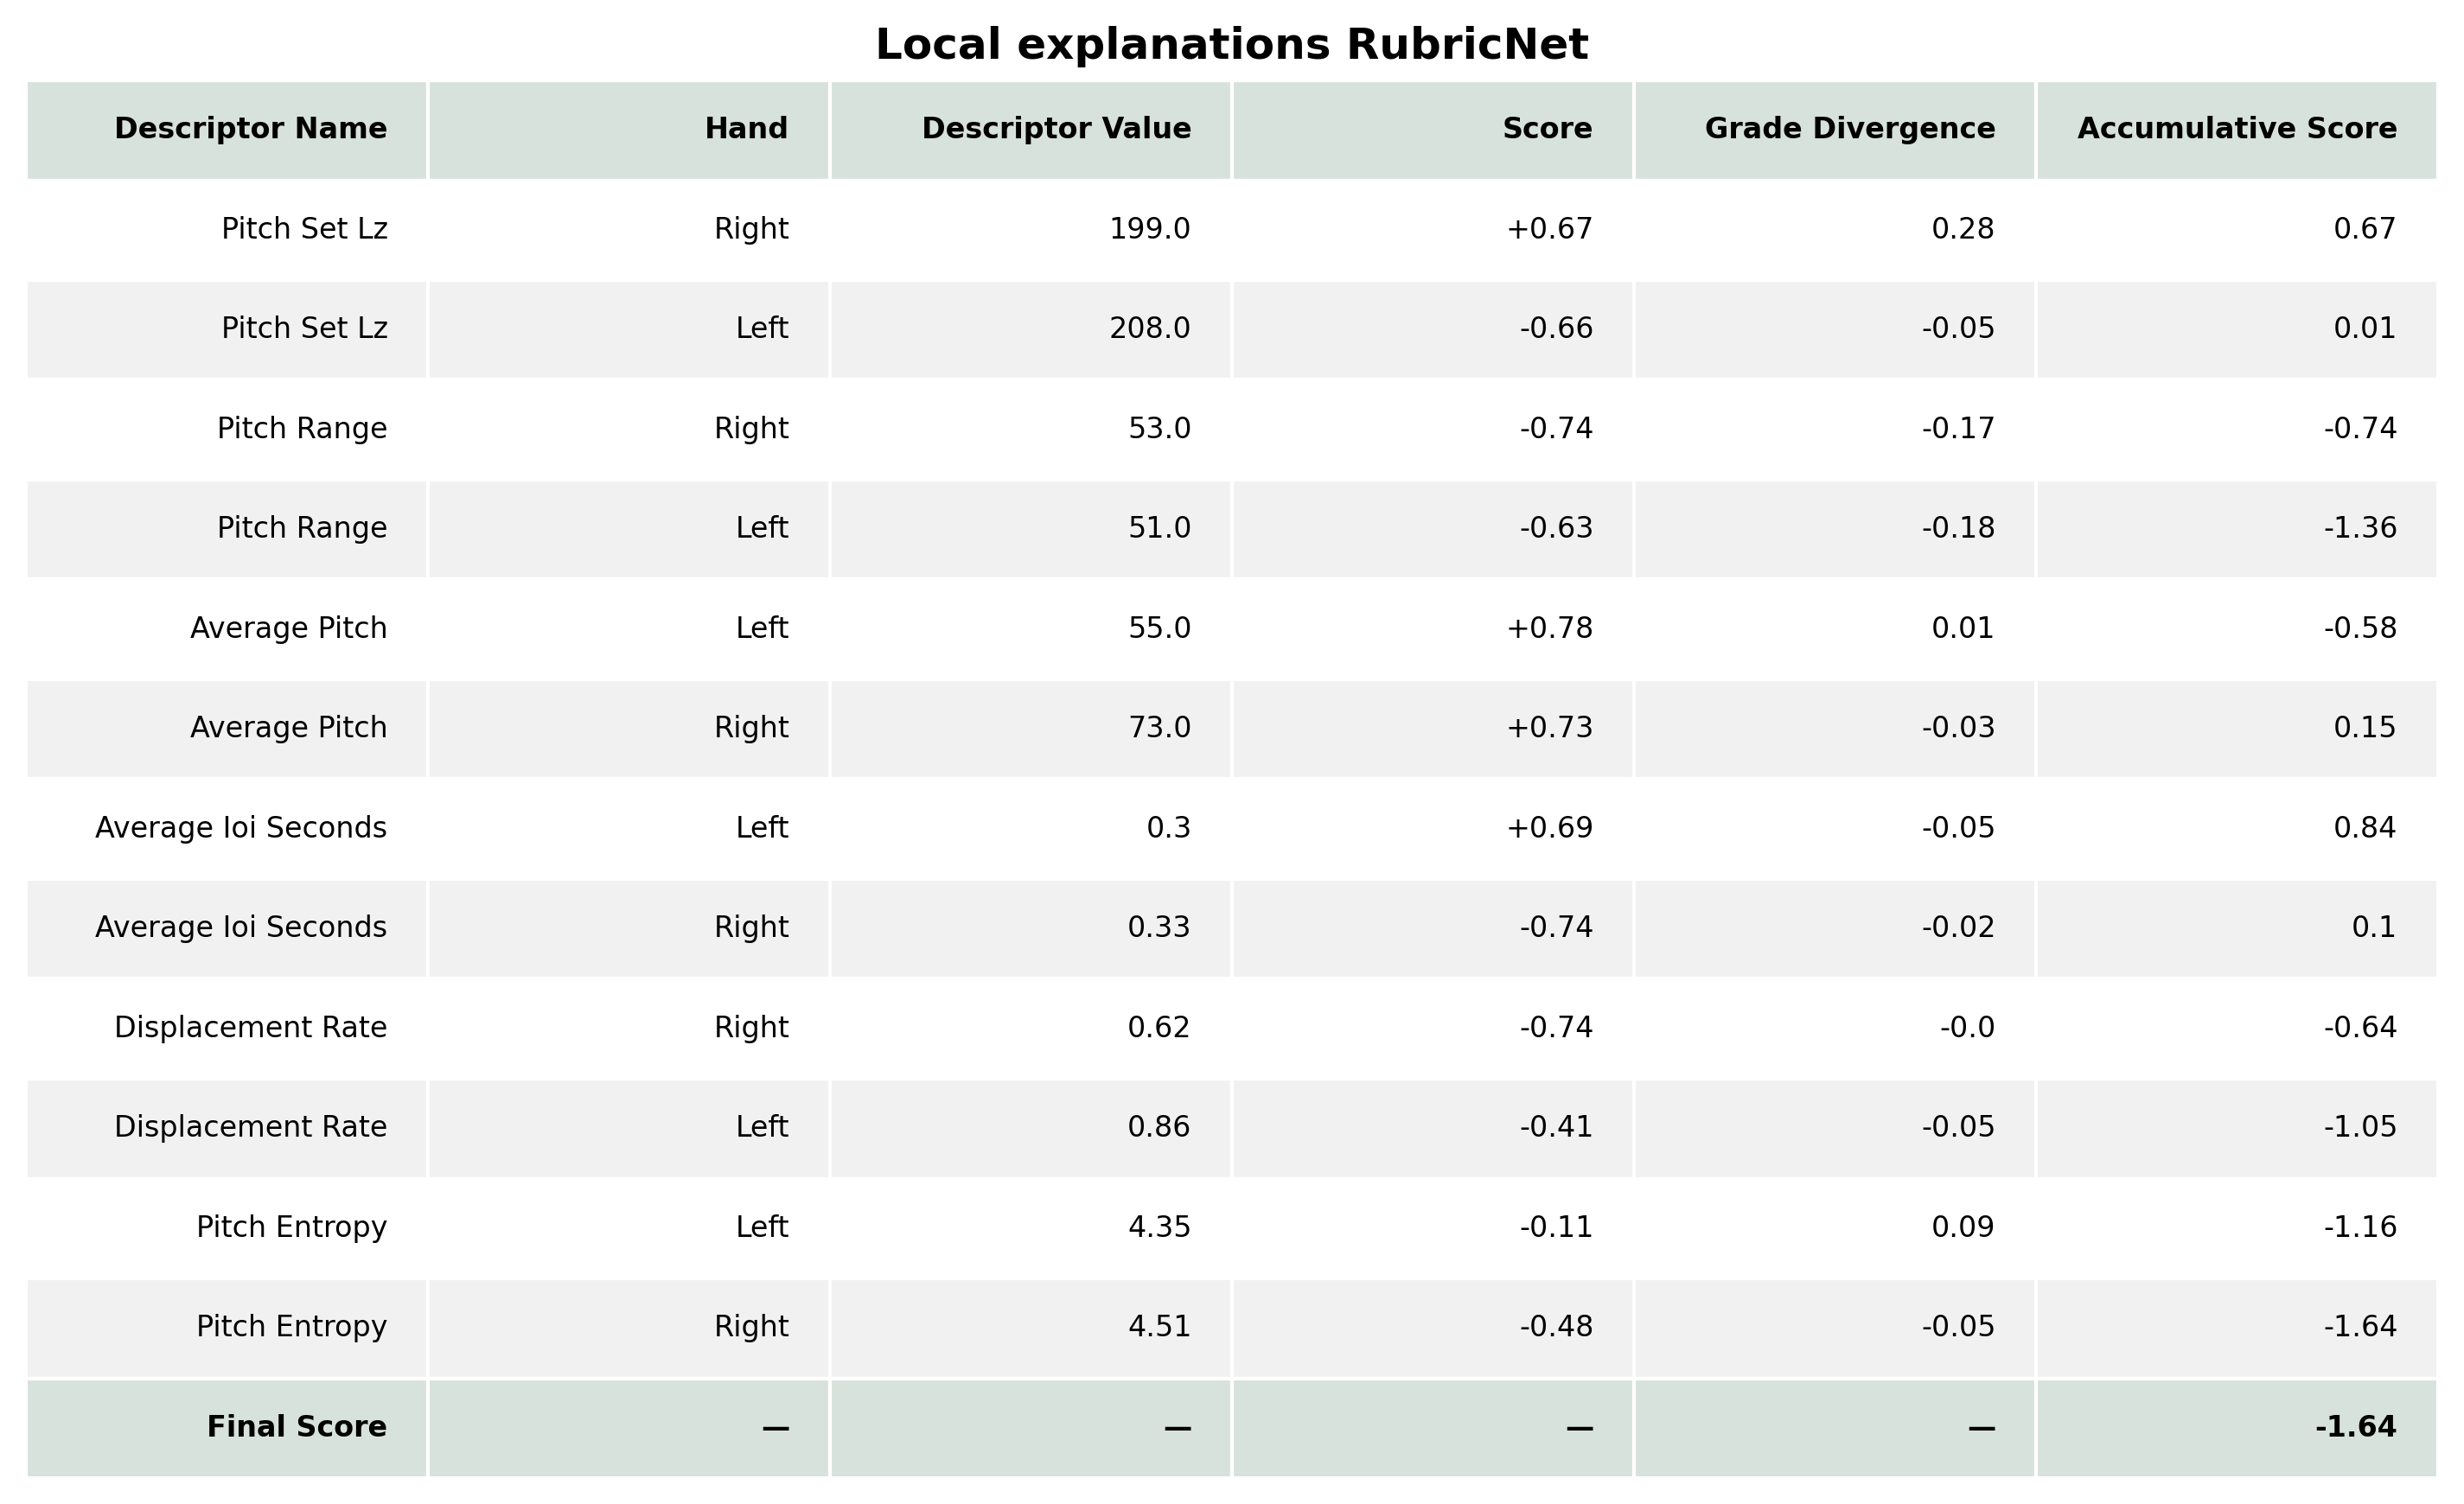 Local explanations RubricNet
Descriptor Name Hand Descriptor Value Score Grade Divergence Accumulative Score
Pitch Set Lz Right 199.0 +0.67 0.28 0.67
Pitch Set Lz Left 208.0 -0.66 -0.05 0.01
Pitch Range Right 53.0 -0.74 -0.17 -0.74
Pitch Range Left 51.0 -0.63 -0.18 -1.36
Average Pitch Left 55.0 +0.78 0.01 -0.58
Average Pitch Right 73.0 +0.73 -0.03 0.15
Average Ioi Seconds Left 0.3 +0.69 -0.05 0.84
Average Ioi Seconds Right 0.33 -0.74 -0.02 0.1
Displacement Rate Right 0.62 -0.74 -0.0 -0.64
Displacement Rate Left 0.86 -0.41 -0.05 -1.05
Pitch Entropy Left 4.35 -0.11 0.09 -1.16
Pitch Entropy Right 4.51 -0.48 -0.05 -1.64
Final Score — — — — -1.64